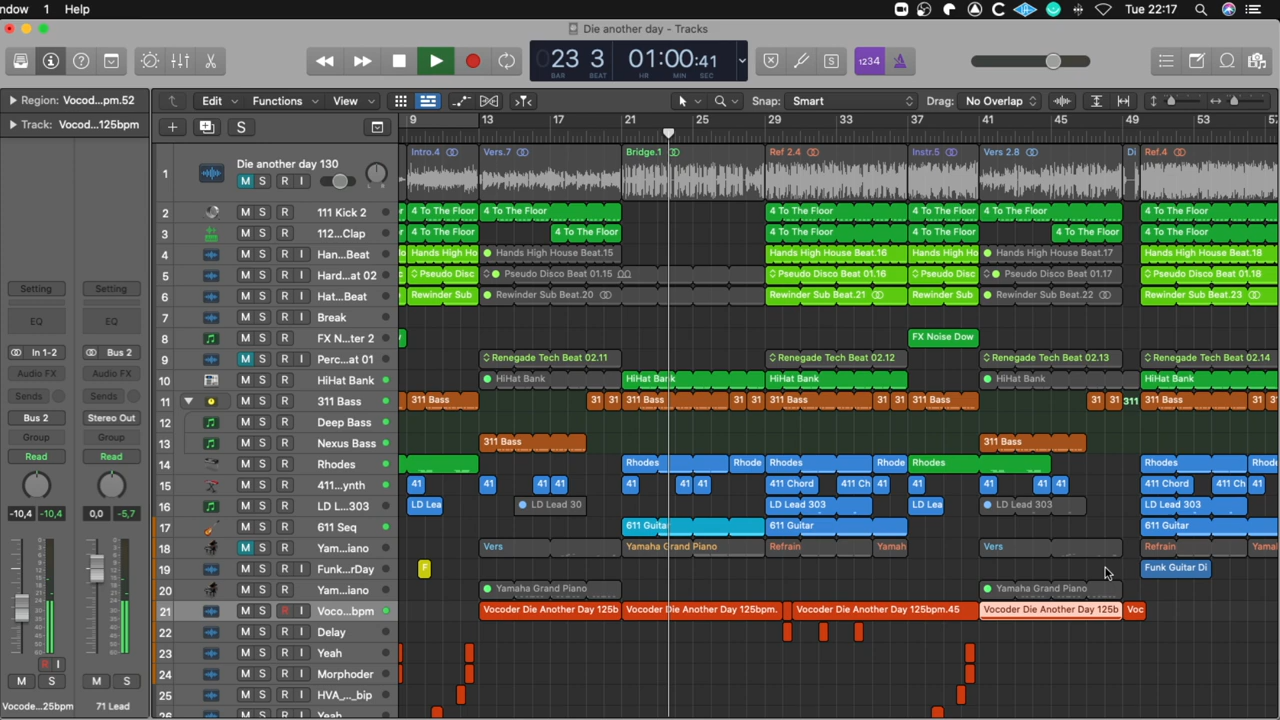 ndow 1 Help
Tue 22:17
Die another day - Tracks
23 3
BAR BEAT
01:00:41
HR MIN SEC
1234
Region: Vocod...pm.52
Track: Vocod...125bpm
Edit Functions View
Snap: Smart
Drag: No Overlap
S
9 13 17 21 25 29 33 37 41 45 49 53 57
1 Die another day 130
M S R I
L R
Intro.4 Vers.7 Bridge.1 Ref 2.4 Instr.5 Vers 2.8 Di Ref.4
2 M S R 111 Kick 2
4 To The Floor 4 To The Floor 4 To The Floor 4 To The Floor 4 To The Floor 4 To The Floor
3 M S R 112...Clap
4 To The Floor 4 To The Floor 4 To The Floor 4 To The Floor 4 To The Floor 4 To The Floor
4 M S R I Han...Beat
Hands High Ho Hands High House Beat.15 Hands High House Beat.16 Hands High Ho Hands High House Beat.17 Hands High House Beat.18
5 M S R I Hard...at 02
Pseudo Disc Pseudo Disco Beat 01.15 Pseudo Disco Beat 01.16 Pseudo Disc Pseudo Disco Beat 01.17 Pseudo Disco Beat 01.18
6 M S R I Hat...Beat
Rewinder Sub Rewinder Sub Beat.20 Rewinder Sub Beat.21 Rewinder Sub Rewinder Sub Beat.22 Rewinder Sub Beat.23
7 M S R I Break
8 M S R FX N...ter 2
FX Noise Dow
9 M S R I Perc...at 01
Renegade Tech Beat 02.11 Renegade Tech Beat 02.12 Renegade Tech Beat 02.13 Renegade Tech Beat 02.14
10 M S R HiHat Bank
HiHat Bank HiHat Bank HiHat Bank HiHat Bank HiHat Bank
11 M S R 311 Bass
311 Bass 31 31 311 Bass 31 31 311 Bass 31 31 311 Bass 31 31 311 311 Bass 31 3
12 M S R Deep Bass
13 M S R Nexus Bass
311 Bass 311 Bass
14 M S R Rhodes
Rhodes Rhode Rhodes Rhode Rhodes Rhodes Rhode
15 M S R 411...ynth
41 41 41 41 41 41 41 411 Chord 411 Ch 41 41 41 41 41 411 Chord 411 Ch 41
16 M S R LD L...303
LD Lea LD Lead 30 LD Lead 303 LD Lea LD Lead 303 LD Lead 303
17 M S R 611 Seq
611 Guitar 611 Guitar 611 Guitar
18 M S R Yam...iano
Vers Yamaha Grand Piano Refrain Yamah Vers Refrain Yama
19 M S R Funk...rDay
F Funk Guitar Di
20 M S R Yam...iano
Yamaha Grand Piano Yamaha Grand Piano
21 M S R I Voco...bpm
Vocoder Die Another Day 125b Vocoder Die Another Day 125bpm. Vocoder Die Another Day 125bpm.45 Vocoder Die Another Day 125b Voc
22 M S R I Delay
23 M S R I Yeah
24 M S R I Morphoder
25 M S R I HVA_..._bip
26 M S R I Yeah
Setting Setting
EQ EQ
In 1-2 Bus 2
Audio FX Audio FX
Sends Sends
Bus 2 Stereo Out
Group Group
Read Read
-10,4 -10,4 0,0 -5,7
R I
M S M S
Vocode...25bpm 71 Lead